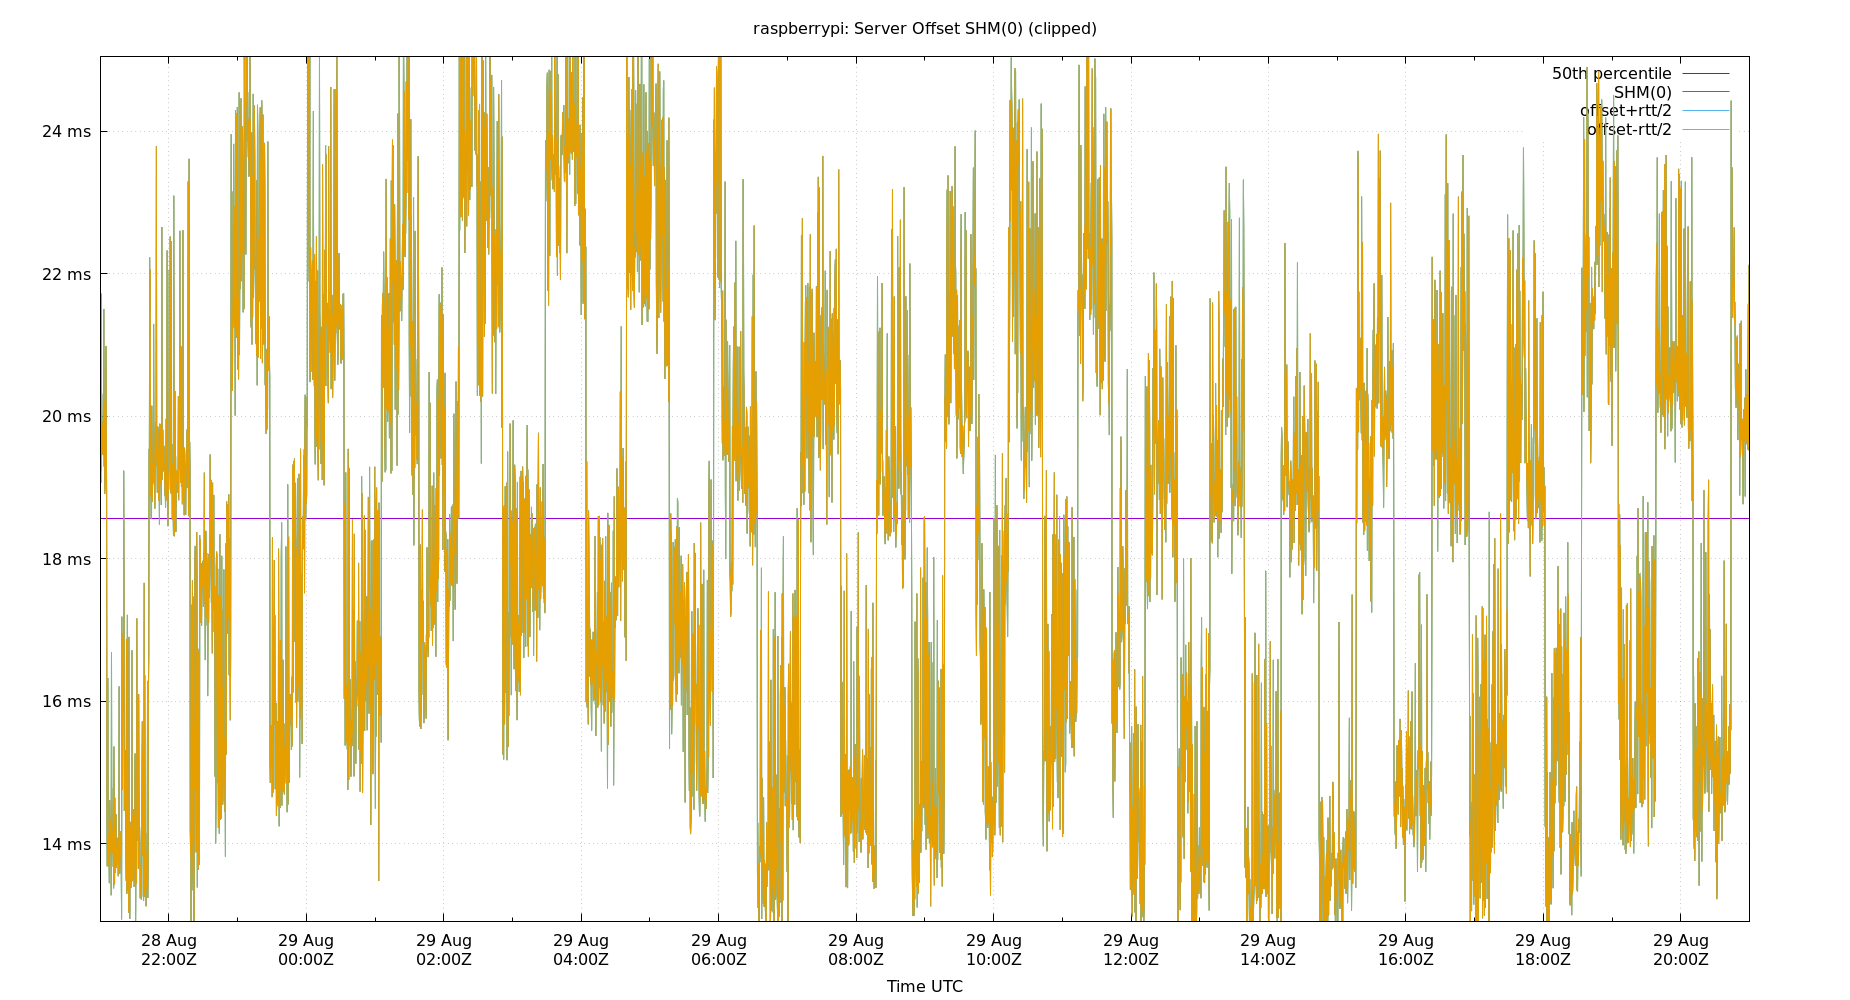 raspberrypi: Server Offset SHM(0) (clipped)
50th percentile
SHM(0)
offset+rtt/2
offset-rtt/2
24 ms
22 ms
20 ms
18 ms
16 ms
14 ms
28 Aug 29 Aug 29 Aug 29 Aug 29 Aug 29 Aug 29 Aug 29 Aug 29 Aug 29 Aug 29 Aug 29 Aug
22:00Z 00:00Z 02:00Z 04:00Z 06:00Z 08:00Z 10:00Z 12:00Z 14:00Z 16:00Z 18:00Z 20:00Z
Time UTC